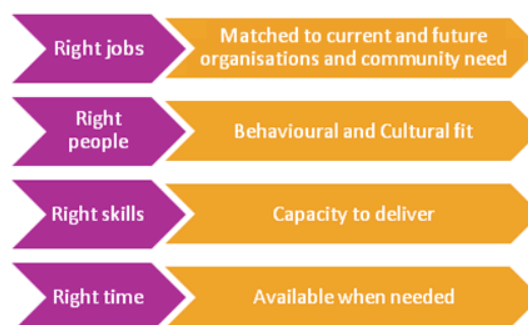 Right jobs
Matched to current and future
organisations and community need
Right
people
Behavioural and Cultural fit
Right skills
Capacity to deliver
Right time
Available when needed